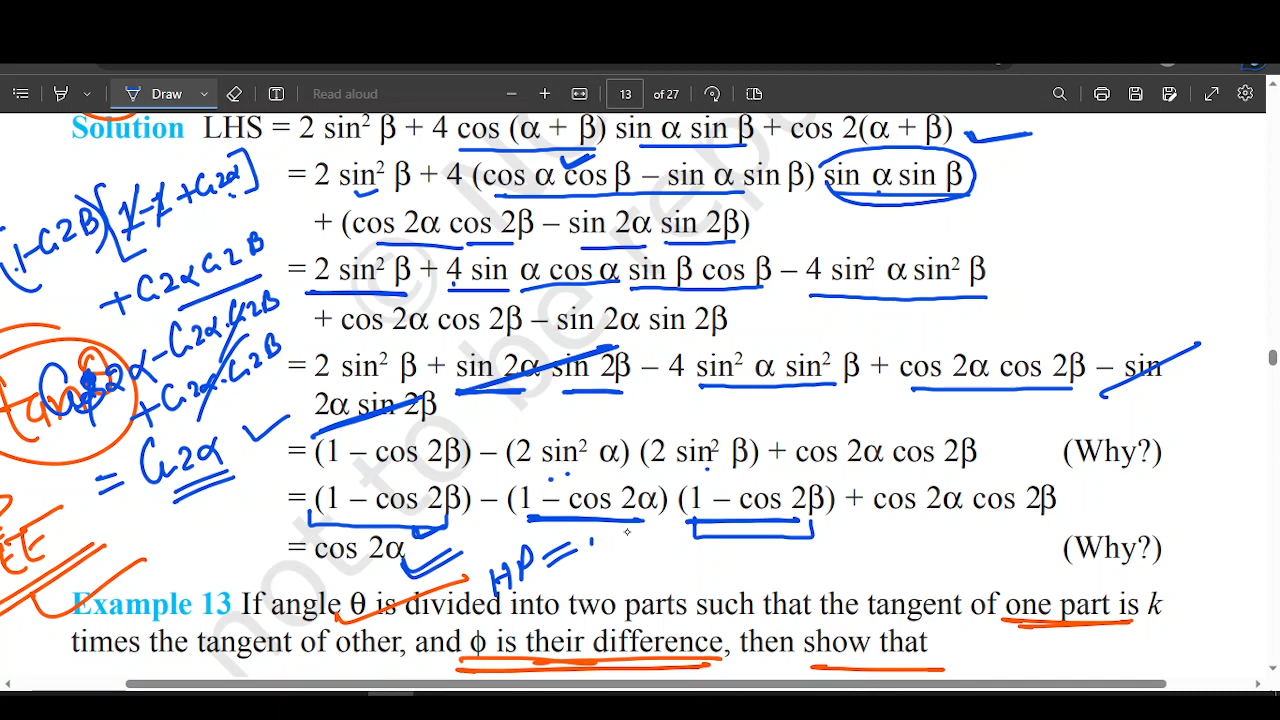 Draw
Read aloud
13 of 27
Solution LHS = 2 sin² β + 4 cos (α + β) sin α sin β + cos 2(α + β)
= 2 sin² β + 4 (cos α cos β – sin α sin β) sin α sin β
+ (cos 2α cos 2β – sin 2α sin 2β)
= 2 sin² β + 4 sin α cos α sin β cos β – 4 sin² α sin² β
+ cos 2α cos 2β – sin 2α sin 2β
= 2 sin² β + sin 2α sin 2β – 4 sin² α sin² β + cos 2α cos 2β – sin
2α sin 2β
= (1 – cos 2β) – (2 sin² α) (2 sin² β) + cos 2α cos 2β (Why?)
= (1 – cos 2β) – (1 – cos 2α) (1 – cos 2β) + cos 2α cos 2β
= cos 2α (Why?)
HP
Example 13 If angle θ is divided into two parts such that the tangent of one part is k
times the tangent of other, and ϕ is their difference, then show that